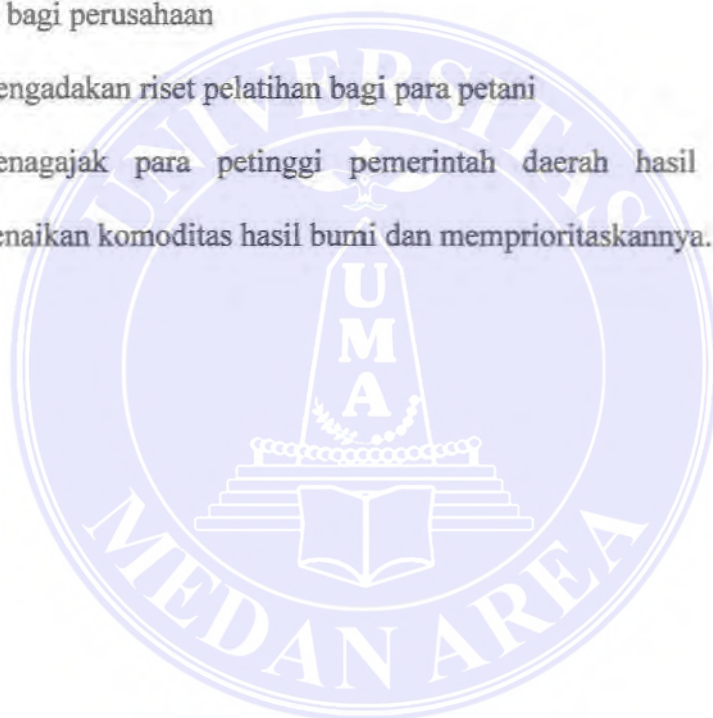 bagi perusahaan
engadakan riset pelatihan bagi para petani
enagajak para petinggi pemerintah daerah hasil
enaikan komoditas hasil bumi dan memprioritaskannya.
UNIVERSITAS
U
M
A
MEDAN AREA